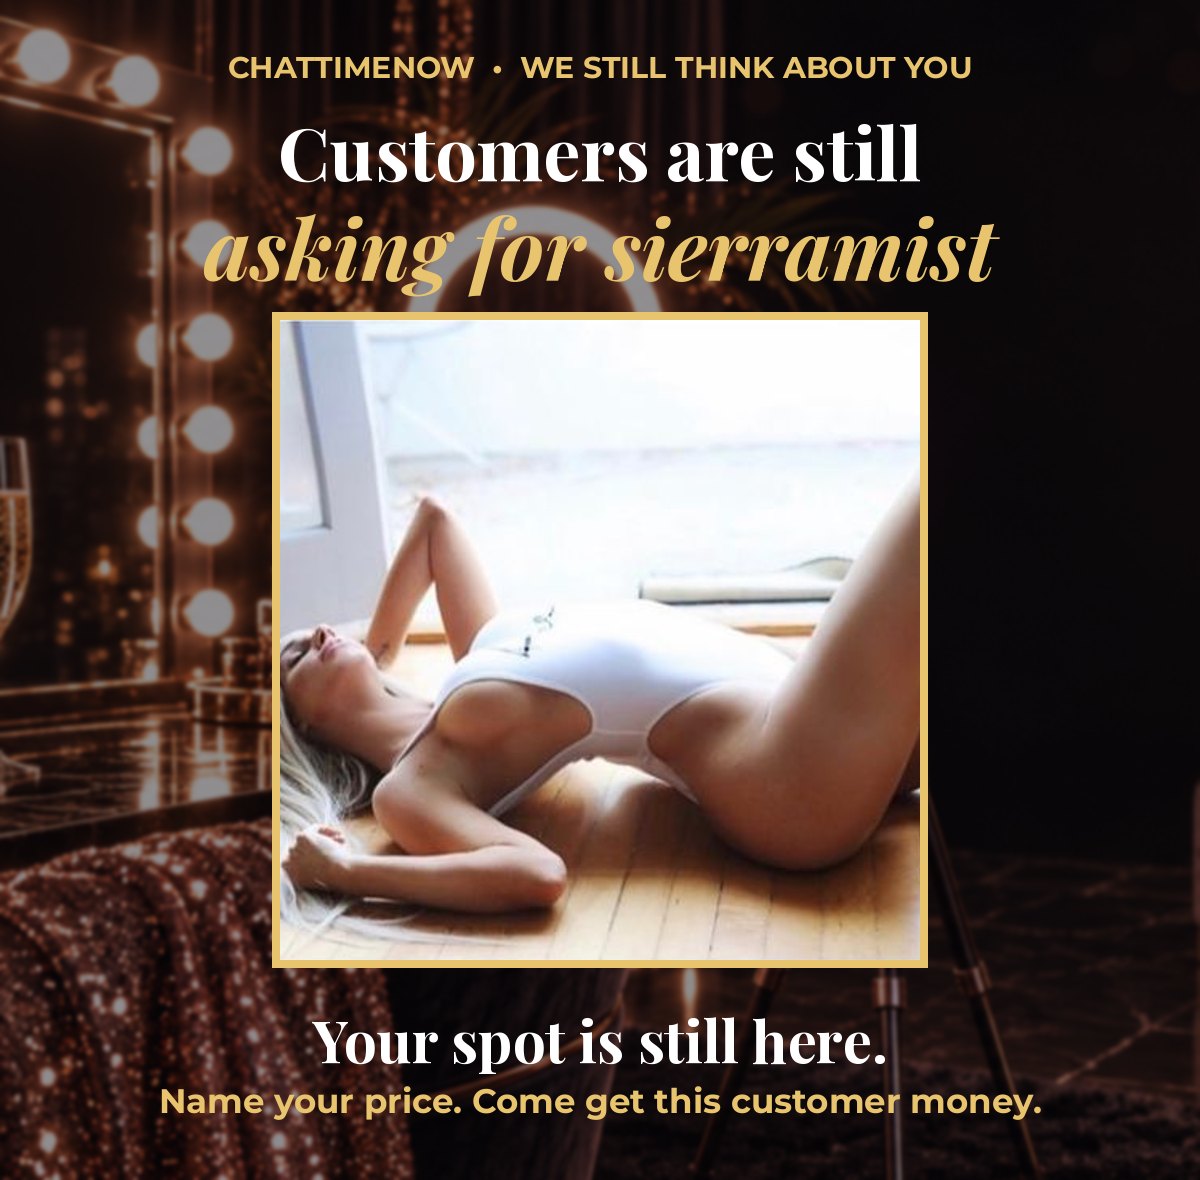 CHATTIMENOW • WE STILL THINK ABOUT YOU
Customers are still
asking for sierramist
Your spot is still here.
Name your price. Come get this customer money.